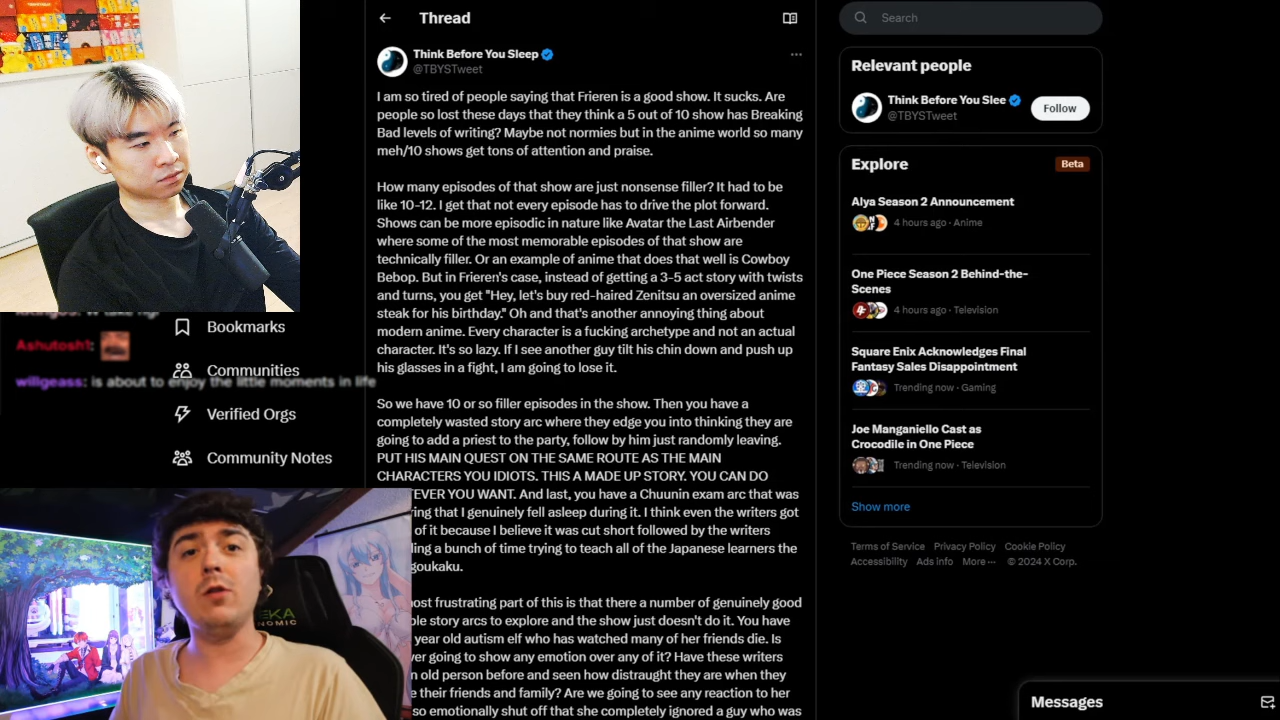 Thread
Think Before You Sleep
@TBYSTweet
I am so tired of people saying that Frieren is a good show. It sucks. Are
people so lost these days that they think a 5 out of 10 show has Breaking
Bad levels of writing? Maybe not normies but in the anime world so many
meh/10 shows get tons of attention and praise.
How many episodes of that show are just nonsense filler? It had to be
like 10-12. I get that not every episode has to drive the plot forward.
Shows can be more episodic in nature like Avatar the Last Airbender
where some of the most memorable episodes of that show are
technically filler. Or an example of anime that does that well is Cowboy
Bebop. But in Frieren's case, instead of getting a 3-5 act story with twists
and turns, you get "Hey, let's buy red-haired Zenitsu an oversized anime
steak for his birthday." Oh and that's another annoying thing about
modern anime. Every character is a fucking archetype and not an actual
character. It's so lazy. If I see another guy tilt his chin down and push up
his glasses in a fight, I am going to lose it.
So we have 10 or so filler episodes in the show. Then you have a
completely wasted story arc where they edge you into thinking they are
going to add a priest to the party, follow by him just randomly leaving.
PUT HIS MAIN QUEST ON THE SAME ROUTE AS THE MAIN
CHARACTERS YOU IDIOTS. THIS A MADE UP STORY. YOU CAN DO
EVER YOU WANT. And last, you have a Chuunin exam arc that was
ring that I genuinely fell asleep during it. I think even the writers got
of it because I believe it was cut short followed by the writers
ding a bunch of time trying to teach all of the Japanese learners the
goukaku.
ost frustrating part of this is that there a number of genuinely good
ple story arcs to explore and the show just doesn't do it. You have
year old autism elf who has watched many of her friends die. Is
ver going to show any emotion over any of it? Have these writers
n old person before and seen how distraught they are when they
e their friends and family? Are we going to see any reaction to her
so emotionally shut off that she completely ignored a guy who was
Ashutosh1:
willgeass: is about to enjoy the little moments in life
Bookmarks
Communities
Verified Orgs
Community Notes
Search
Relevant people
Think Before You Slee
@TBYSTweet
Follow
Explore
Beta
Alya Season 2 Announcement
4 hours ago · Anime
One Piece Season 2 Behind-the-
Scenes
4 hours ago · Television
Square Enix Acknowledges Final
Fantasy Sales Disappointment
Trending now · Gaming
Joe Manganiello Cast as
Crocodile in One Piece
Trending now · Television
Show more
Terms of Service Privacy Policy Cookie Policy
Accessibility Ads info More ··· © 2024 X Corp.
Messages